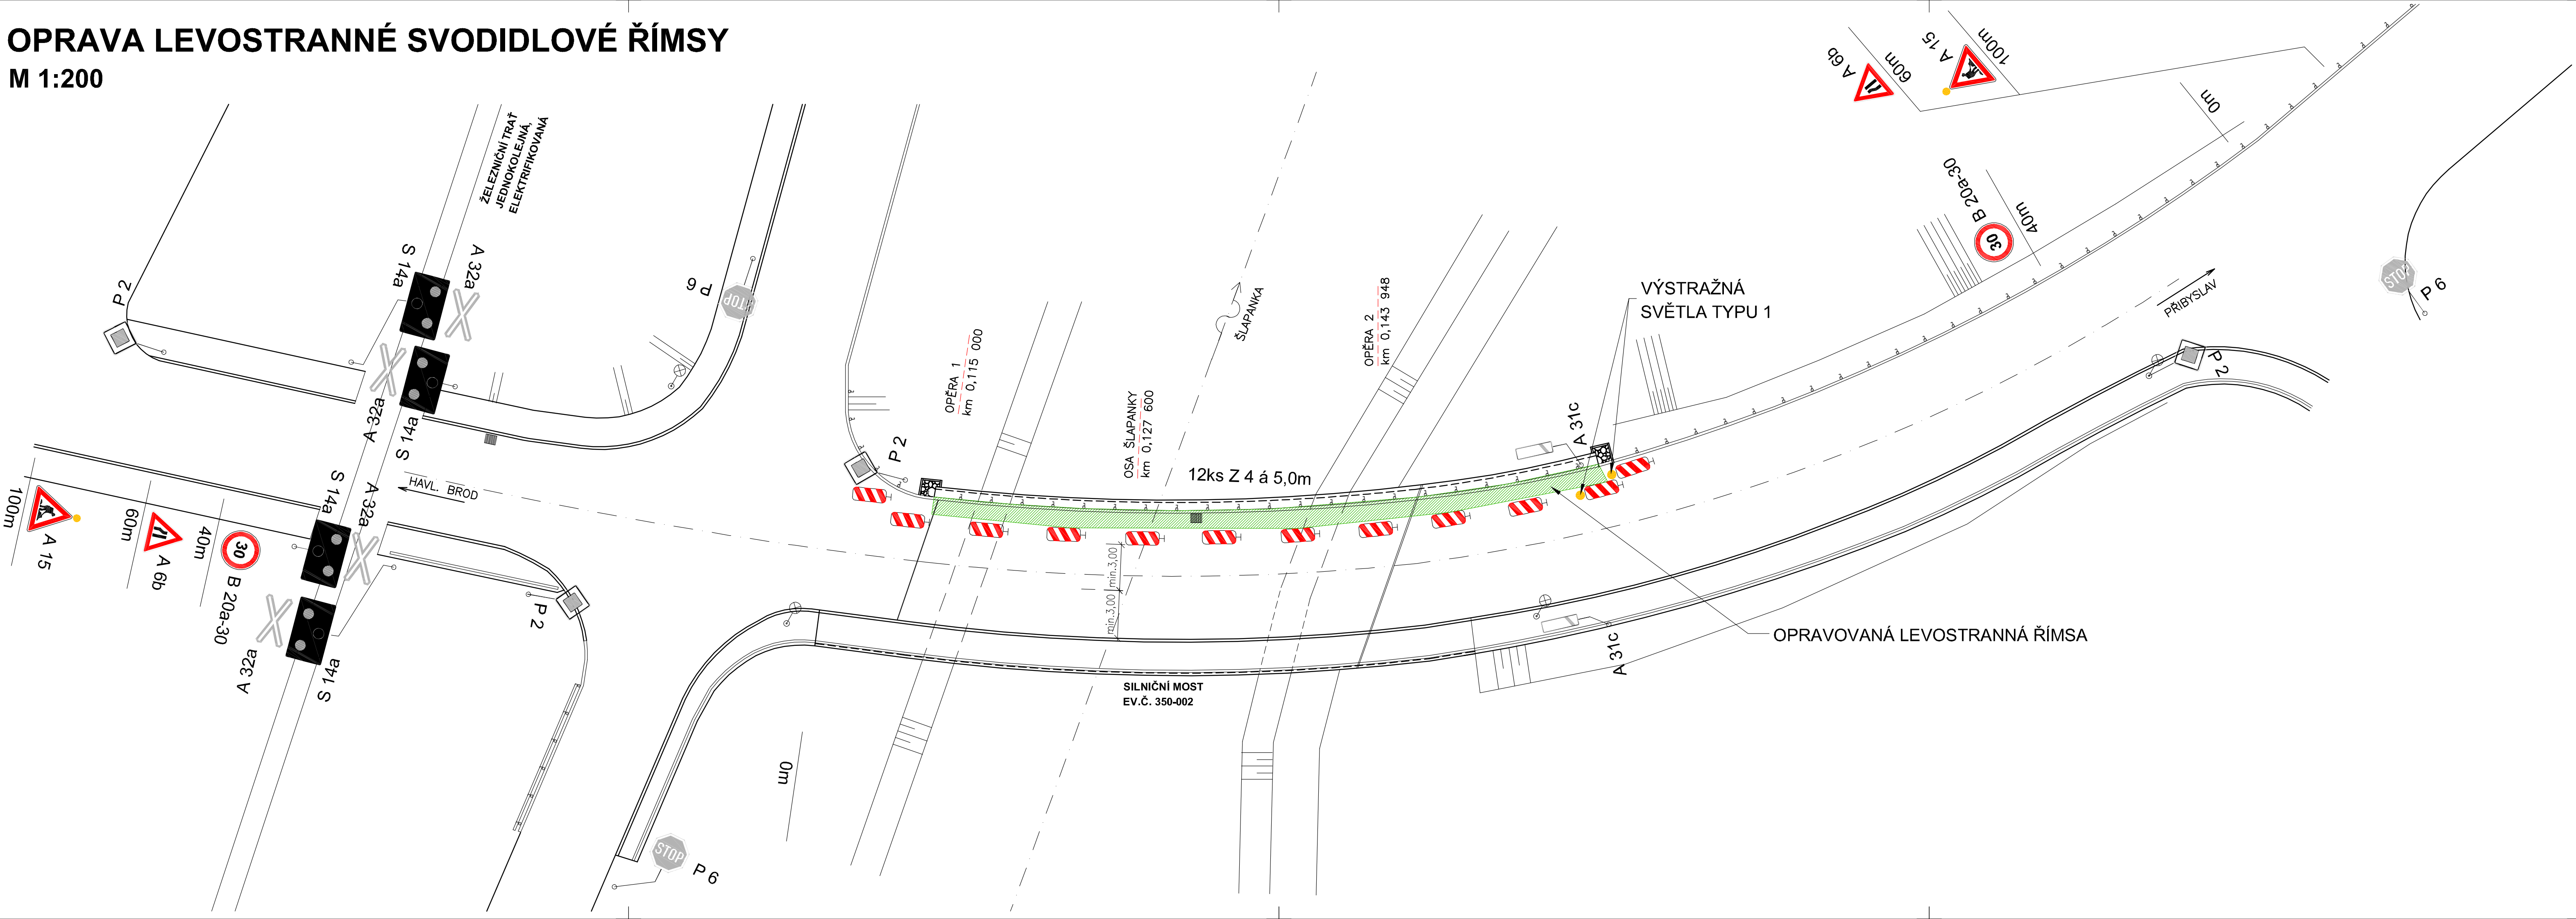 OPRAVA LEVOSTRANNÉ SVODIDLOVÉ ŘÍMSY
M 1:200
ŽELEZNIČNÍ TRAŤ
JEDNOKOLEJNÁ,
ELEKTRIFIKOVANÁ
P 2
S 14a
A 32a
A 32a
S 14a
P 6
STOP
HAVL. BROD
S 14a
A 32a
A 32a
S 14a
100m
A 15
60m
A 6b
40m
30
B 20a-30
P 2
P 2
OPĚRA 1
km 0,115 000
OSA ŠLAPANKY
km 0,127 600
ŠLAPANKA
OPĚRA 2
km 0,143 948
12ks Z 4 á 5,0m
A 31c
VÝSTRAŽNÁ
SVĚTLA TYPU 1
min.3,00
min.3,00
OPRAVOVANÁ LEVOSTRANNÁ ŘÍMSA
A 31c
SILNIČNÍ MOST
EV.Č. 350-002
0m
STOP
P 6
A 6b
60m
A 15
100m
0m
B 20a-30
30
40m
PŘIBYSLAV
P 2
STOP
P 6